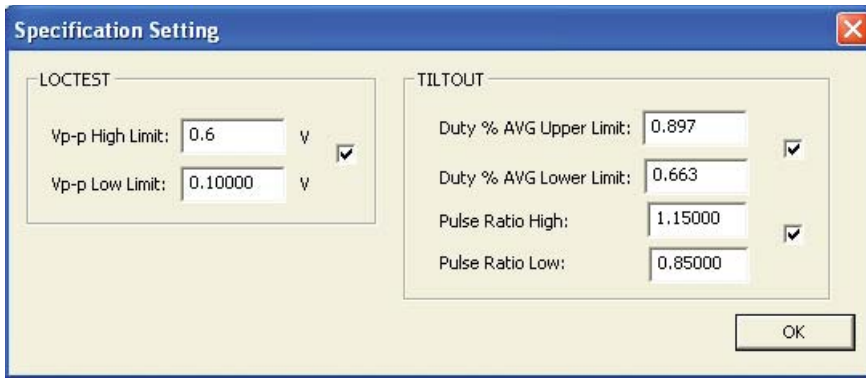 Specification Setting
LOCTEST
Vp-p High Limit: 0.6 V
Vp-p Low Limit: 0.10000 V
TILTOUT
Duty % AVG Upper Limit: 0.897
Duty % AVG Lower Limit: 0.663
Pulse Ratio High: 1.15000
Pulse Ratio Low: 0.85000
OK